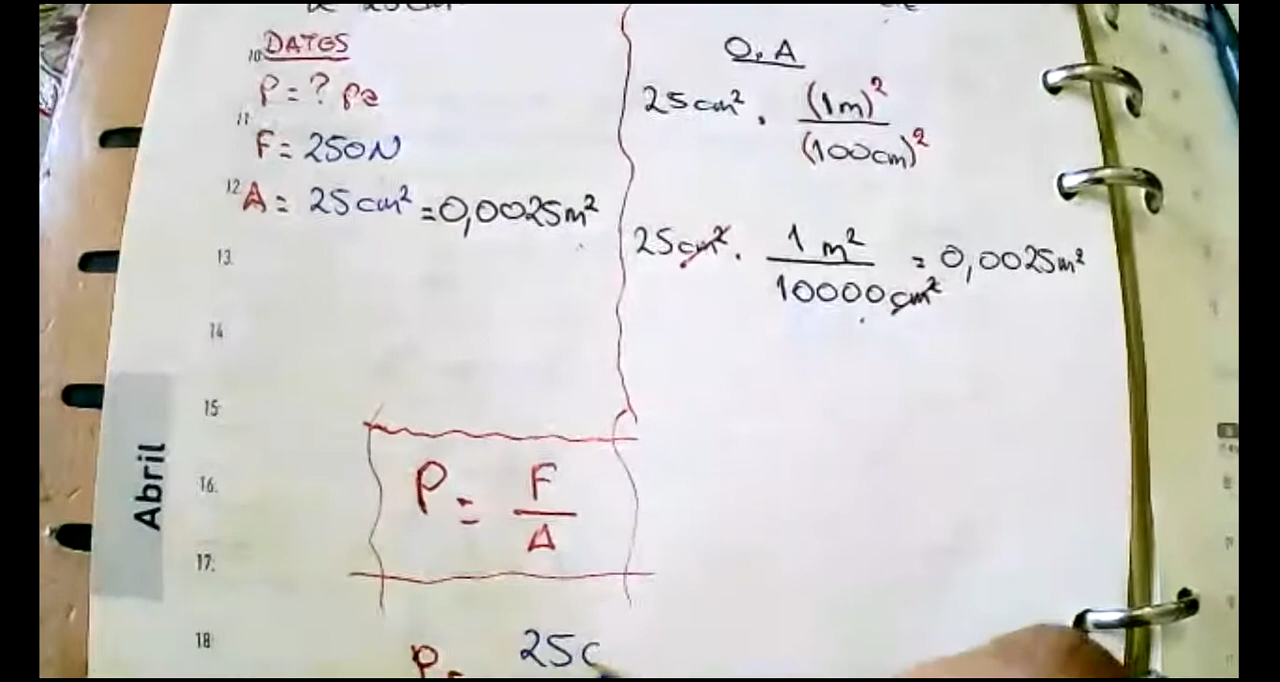 DATOS
P = ? Pa
F = 250N
A = 25cm² = 0,0025m²
O.A
25cm² . (1m)² / (100cm)²
25cm² . 1 m² / 10000cm² = 0,0025m²
P = F / A
P = 250
10
11
12
13.
14
15
16.
17.
18
Abril